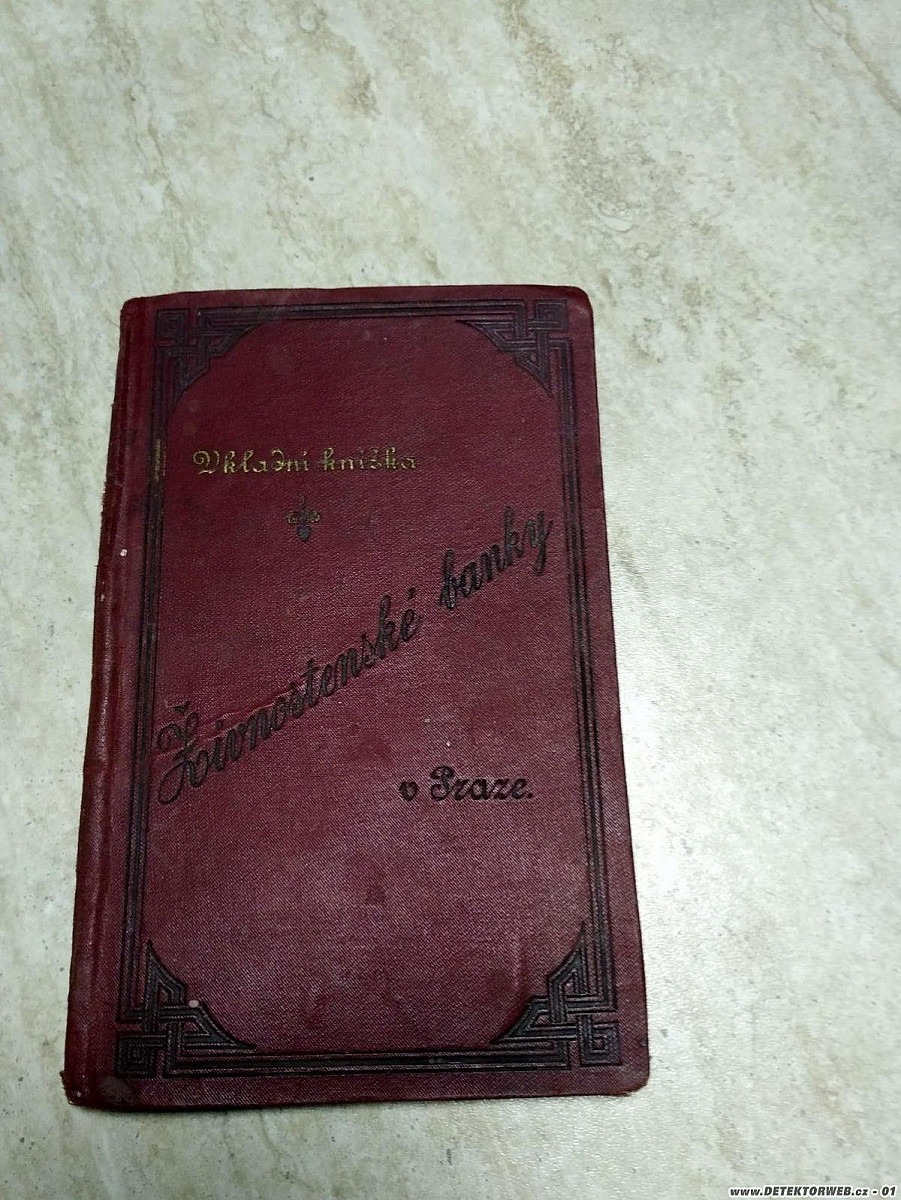 Vkladní knížka
Živnostenské banky
v Praze.
www.DETEKTORWEB.cz - 01